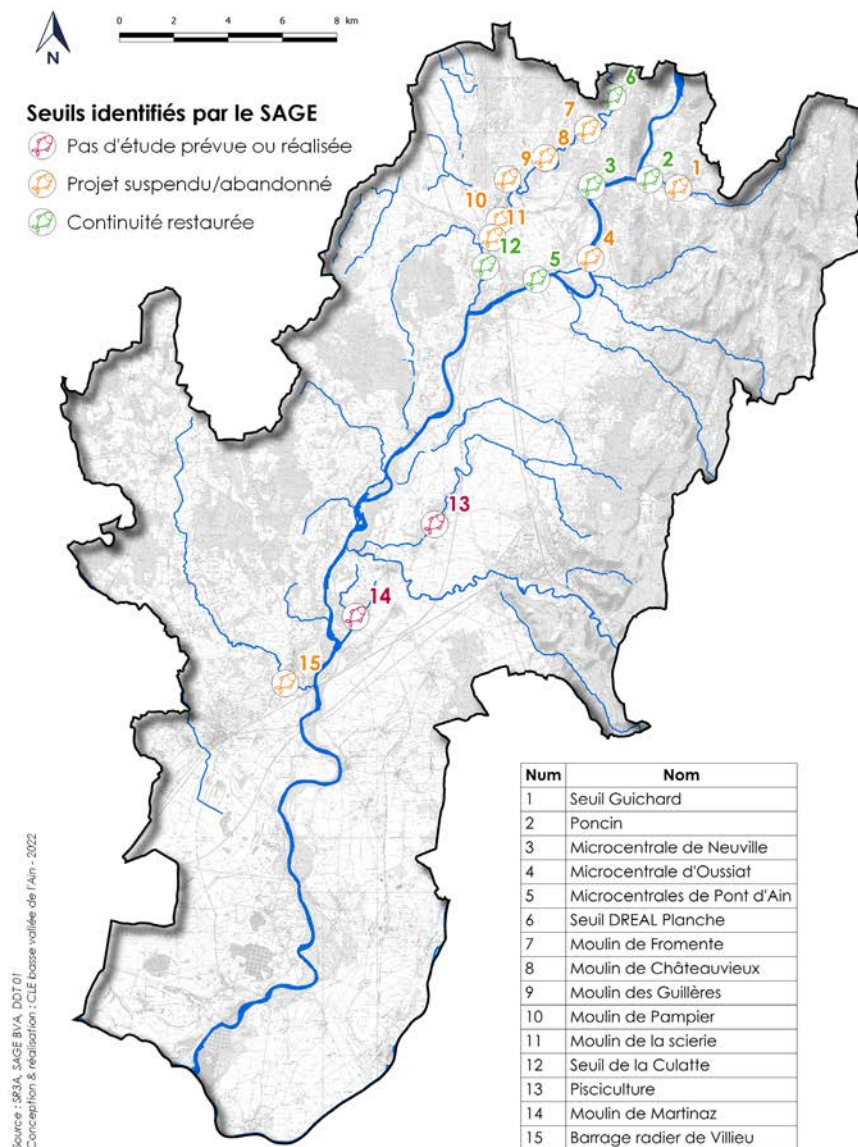 0 2 4 6 8 km
N
Seuils identifiés par le SAGE
Pas d'étude prévue ou réalisée
Projet suspendu/abandonné
Continuité restaurée
6
7
8
9
3
2
1
10
11
12
4
5
13
14
15
Num Nom
1 Seuil Guichard
2 Poncin
3 Microcentrale de Neuville
4 Microcentrale d'Oussiat
5 Microcentrales de Pont d'Ain
6 Seuil DREAL Planche
7 Moulin de Fromente
8 Moulin de Châteauvieux
9 Moulin des Guillères
10 Moulin de Pampier
11 Moulin de la scierie
12 Seuil de la Culatte
13 Pisciculture
14 Moulin de Martinaz
15 Barrage radier de Villieu
Source : SR3A, SAGE BVA, DDT 01
Conception & réalisation : CLE basse vallée de l'Ain - 2022